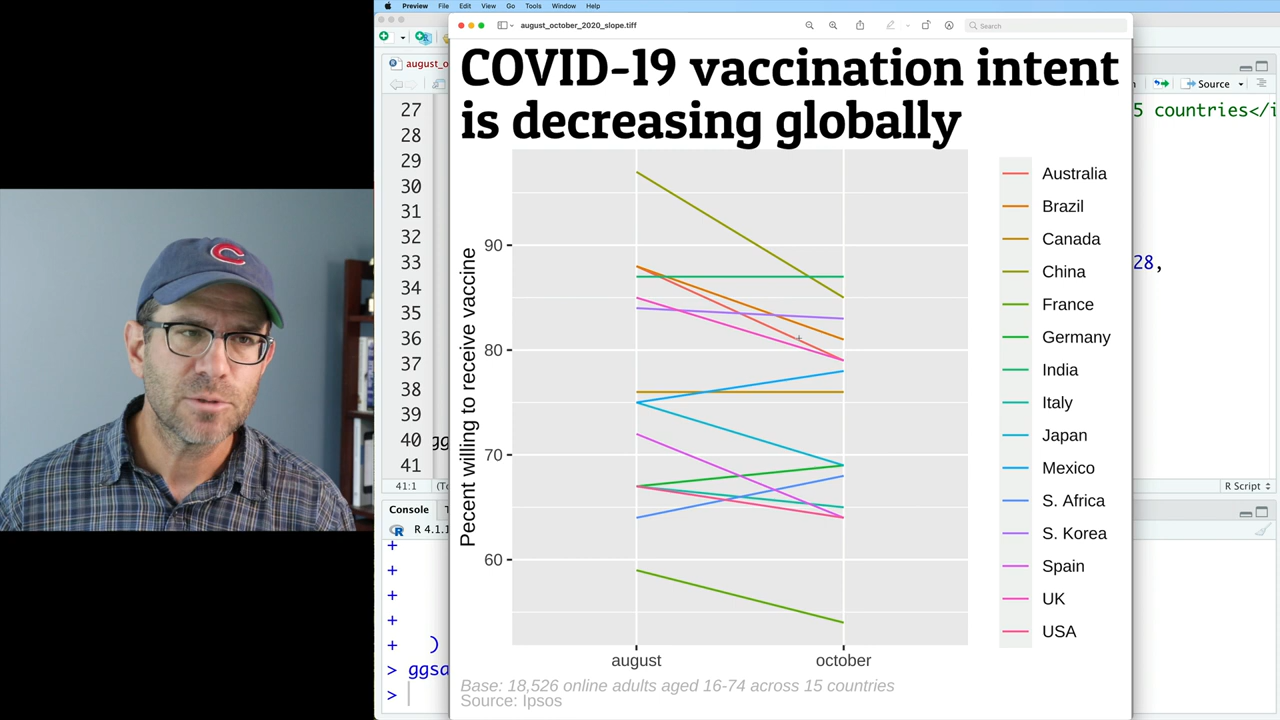 Preview File Edit View Go Tools Window Help
august_october_2020_slope.tiff
Search
august_o
Source
COVID-19 vaccination intent
is decreasing globally
27
28
29
30
31
32
33
34
35
36
37
38
39
40
41
5 countries</i
28,
gg
Pecent willing to receive vaccine
90
80
70
60
august
october
Australia
Brazil
Canada
China
France
Germany
India
Italy
Japan
Mexico
S. Africa
S. Korea
Spain
UK
USA
Base: 18,526 online adults aged 16-74 across 15 countries
Source: Ipsos
41:1
R Script
Console
R 4.1.1
+
+
+
+
+ )
> ggsa
>
C